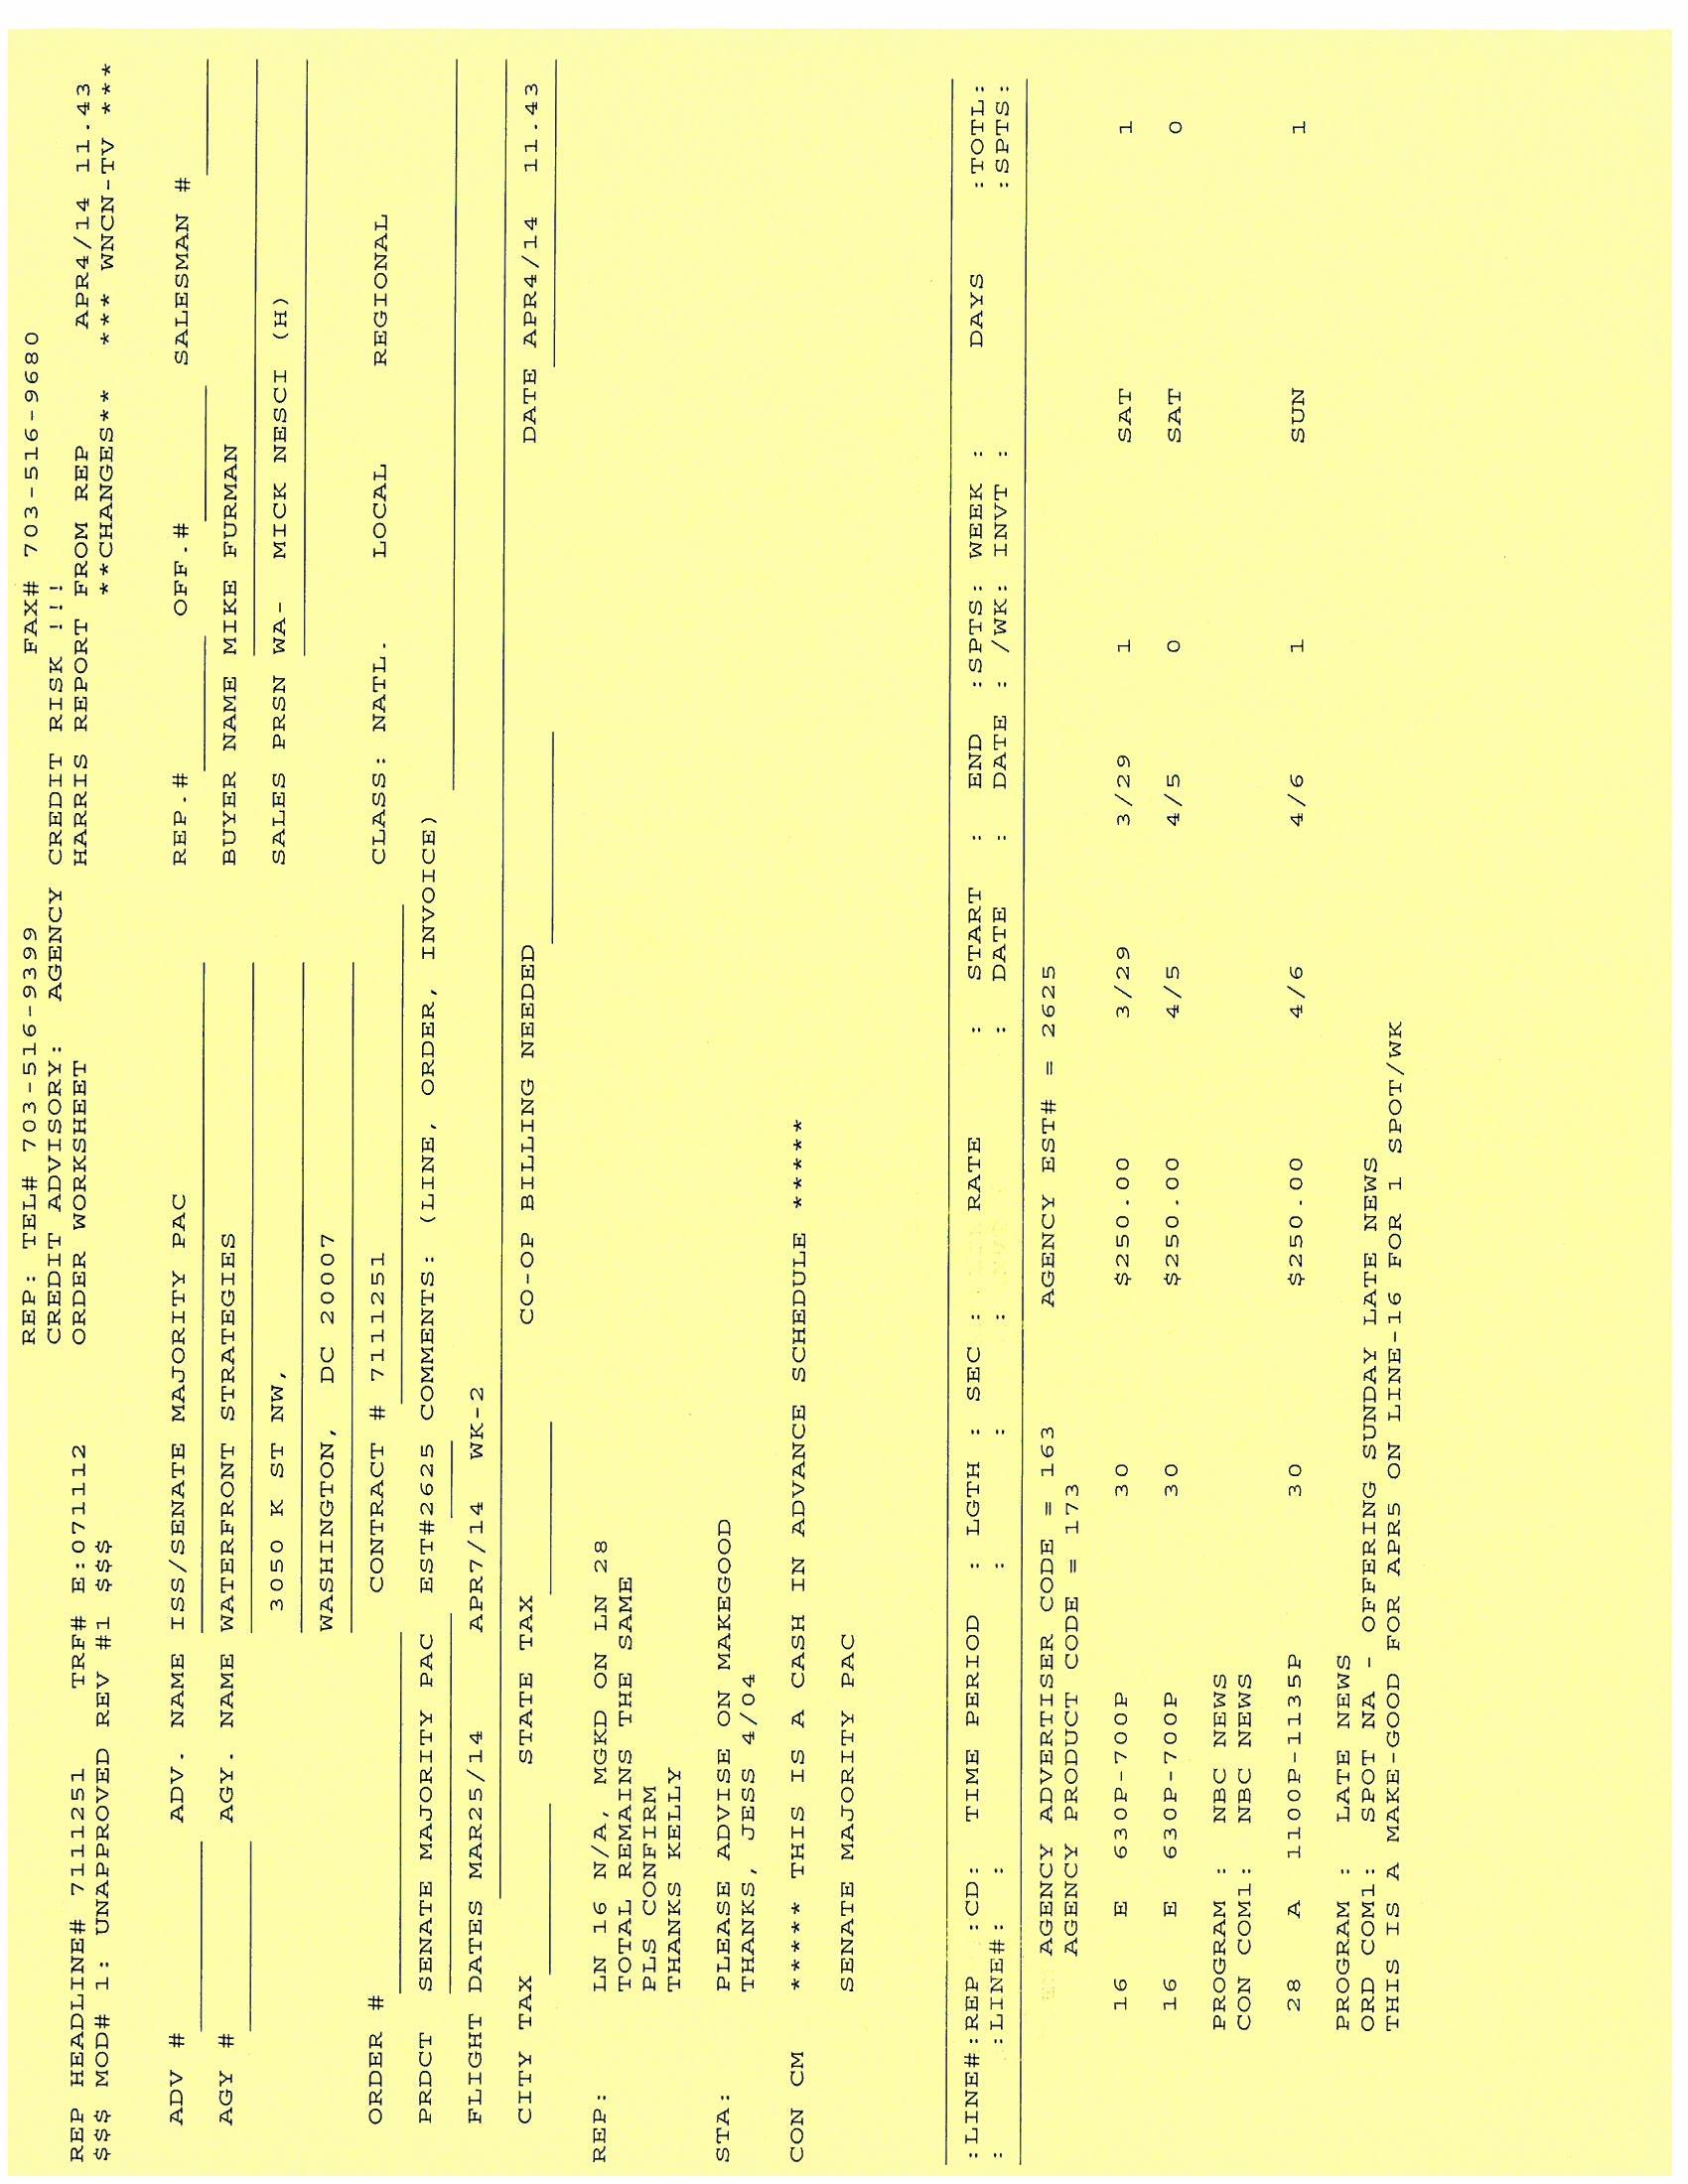 REP: TEL# 703-516-9399 FAX# 703-516-9680
CREDIT ADVISORY: AGENCY CREDIT RISK !!!
REP HEADLINE# 7111251 TRF# E:071112 ORDER WORKSHEET HARRIS REPORT FROM REP APR4/14 11.43
$$$ MOD# 1: UNAPPROVED REV #1 $$$ **CHANGES** **** WNCN-TV ***
ADV # ADV. NAME ISS/SENATE MAJORITY PAC REP.# OFF.# SALESMAN #
AGY # AGY. NAME WATERFRONT STRATEGIES BUYER NAME MIKE FURMAN
3050 K ST NW, SALES PRSN WA- MICK NESCI (H)
WASHINGTON, DC 20007
ORDER # CONTRACT # 7111251 CLASS: NATL. LOCAL REGIONAL
PRDCT SENATE MAJORITY PAC EST#2625 COMMENTS: (LINE, ORDER, INVOICE)
FLIGHT DATES MAR25/14 APR7/14 WK-2
CITY TAX STATE TAX CO-OP BILLING NEEDED DATE APR4/14 11.43
REP: LN 16 N/A, MGKD ON LN 28
TOTAL REMAINS THE SAME
PLS CONFIRM
THANKS KELLY
STA: PLEASE ADVISE ON MAKEGOOD
THANKS, JESS 4/04
CON CM ***** THIS IS A CASH IN ADVANCE SCHEDULE *****
SENATE MAJORITY PAC
:LINE#:REP :CD: TIME PERIOD : LGTH : SEC : RATE : START : END :SPTS: WEEK : DAYS :TOTL:
: :LINE#: : : : : DATE : DATE : /WK: INVT : :SPTS:
AGENCY ADVERTISER CODE = 163 AGENCY EST# = 2625
AGENCY PRODUCT CODE = 173
16 E 630P-700P 30 $250.00 3/29 3/29 1 SAT 1
16 E 630P-700P 30 $250.00 4/5 4/5 0 SAT 0
PROGRAM : NBC NEWS
CON COM1: NBC NEWS
28 A 1100P-1135P 30 $250.00 4/6 4/6 1 SUN 1
PROGRAM : LATE NEWS
ORD COM1: SPOT NA - OFFERING SUNDAY LATE NEWS
THIS IS A MAKE-GOOD FOR APR5 ON LINE-16 FOR 1 SPOT/WK